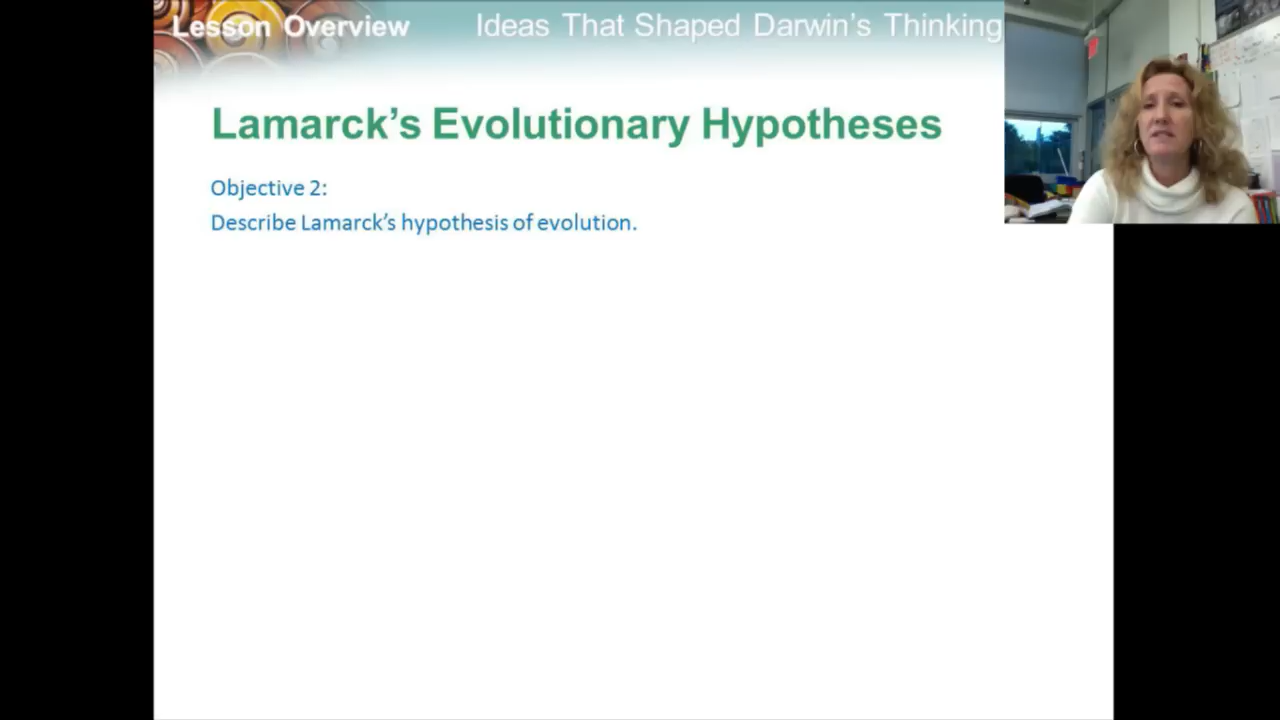 Lesson Overview
Ideas That Shaped Darwin's Thinking
Lamarck's Evolutionary Hypotheses
Objective 2:
Describe Lamarck's hypothesis of evolution.